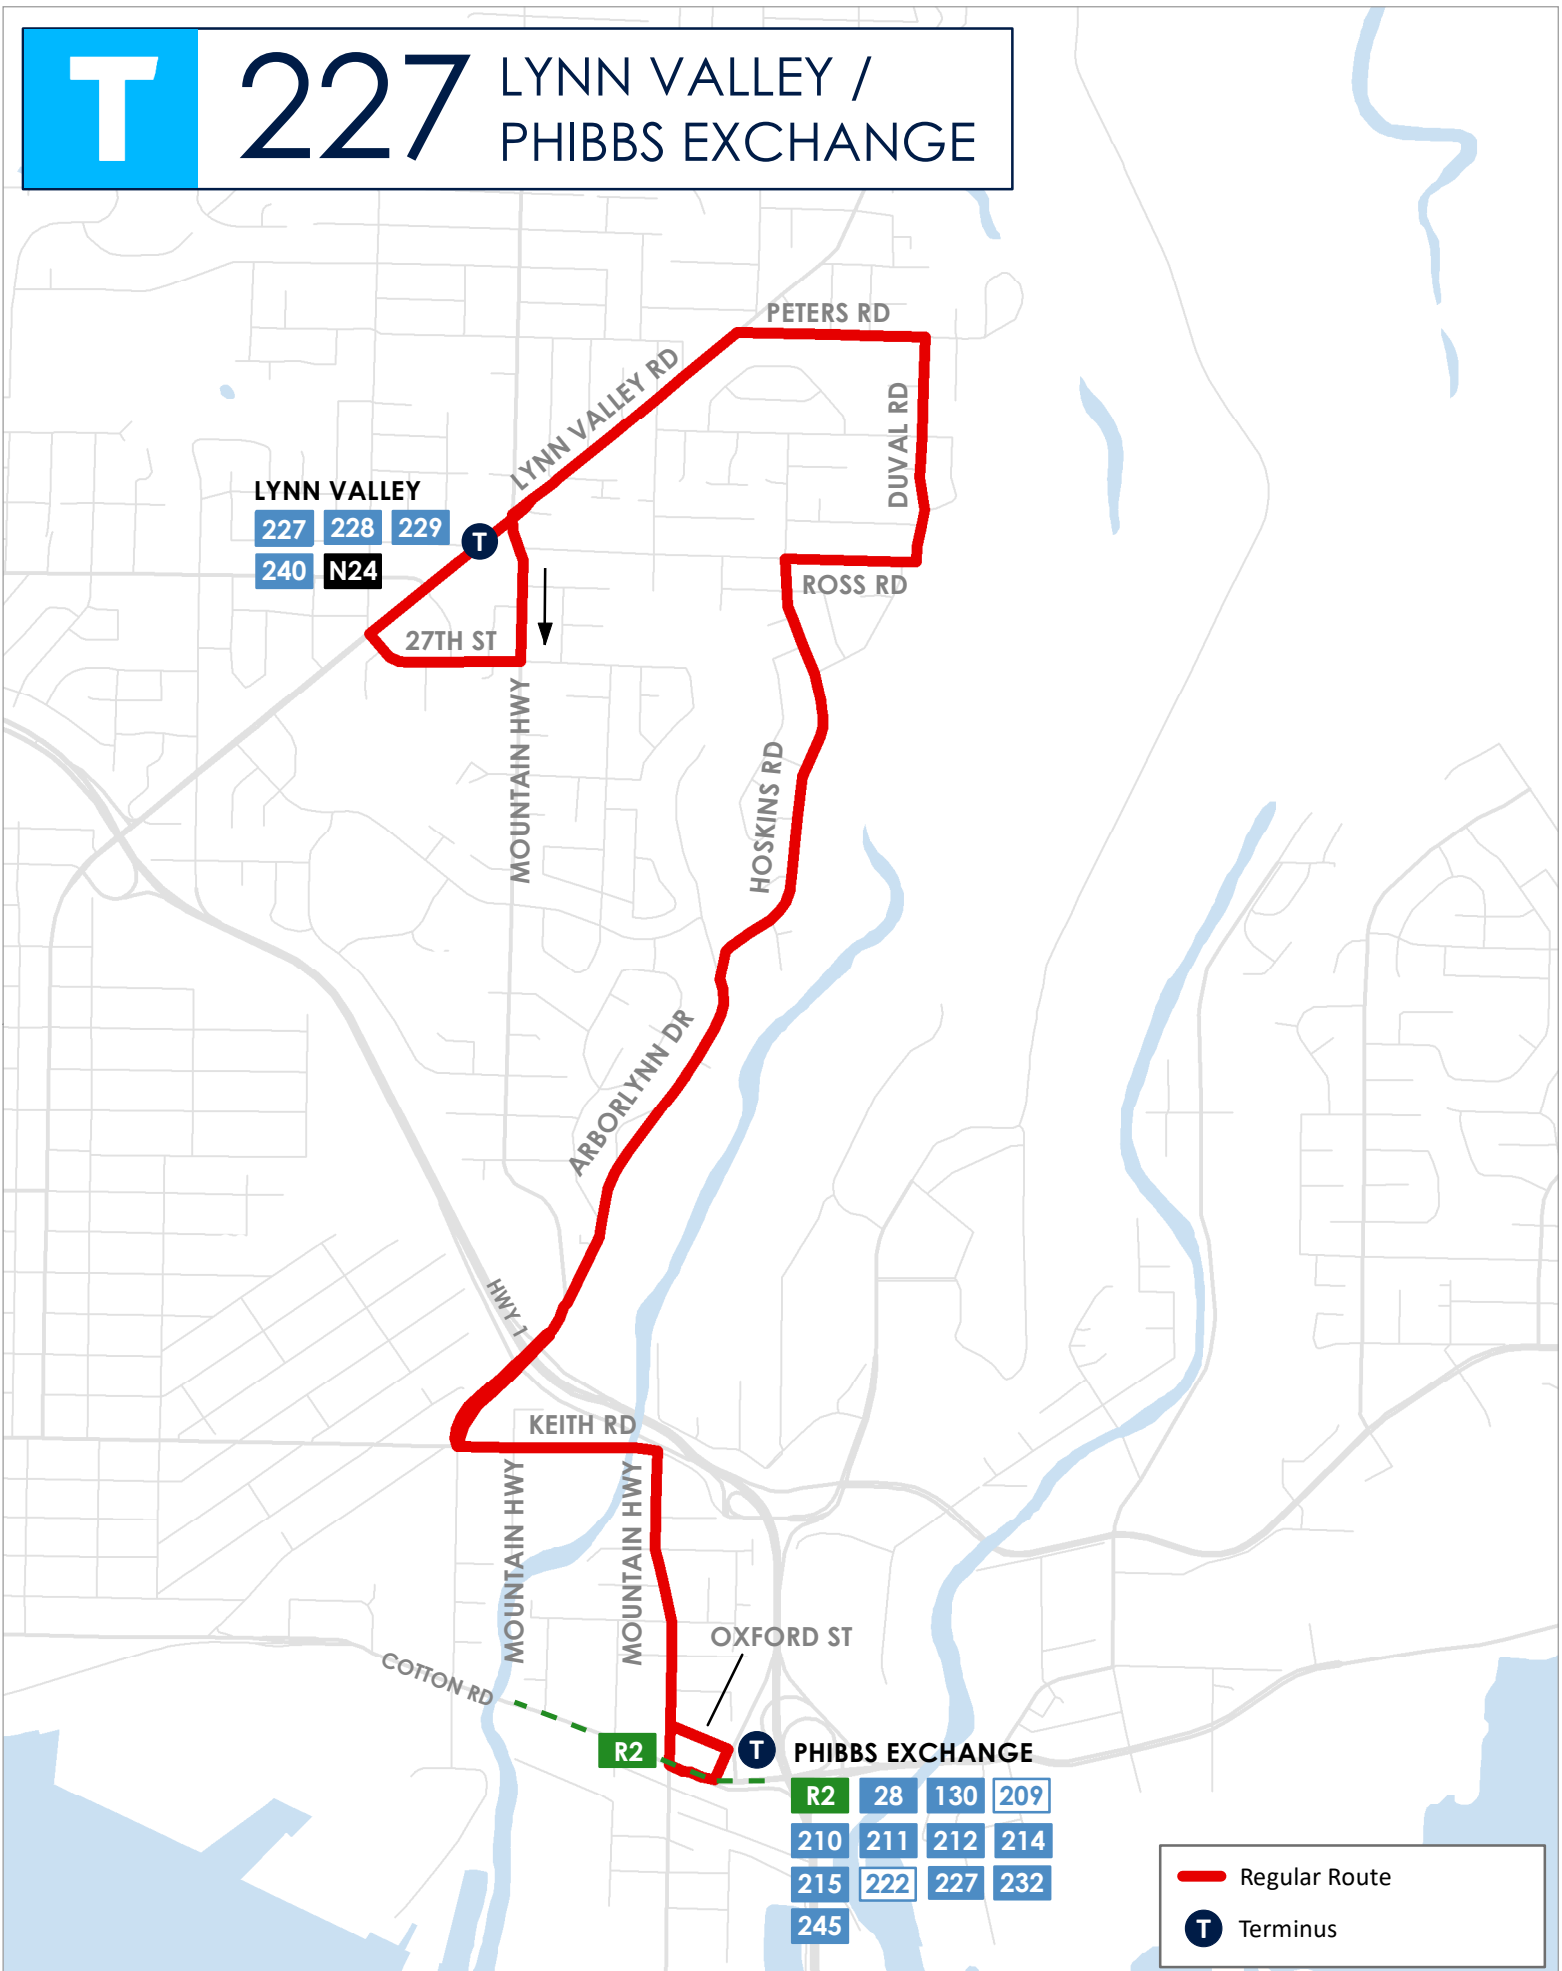 T 227 LYNN VALLEY /
PHIBBS EXCHANGE
PETERS RD
LYNN VALLEY RD
DUVAL RD
LYNN VALLEY
227 228 229
T
240 N24
ROSS RD
27TH ST
MOUNTAIN HWY
HOSKINS RD
ARBORLYNN DR
HWY 1
KEITH RD
MOUNTAIN HWY
MOUNTAIN HWY
OXFORD ST
COTTON RD
R2
T PHIBBS EXCHANGE
R2 28 130 209
210 211 212 214
215 222 227 232
245
Regular Route
T Terminus